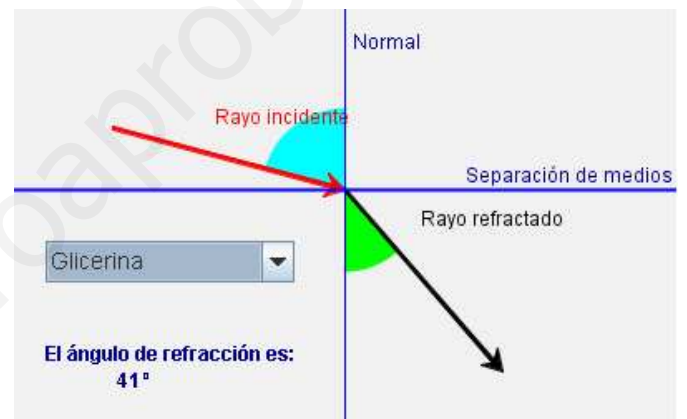 Normal
Rayo incidente
Separación de medios
Rayo refractado
Glicerina
El ángulo de refracción es:
41°